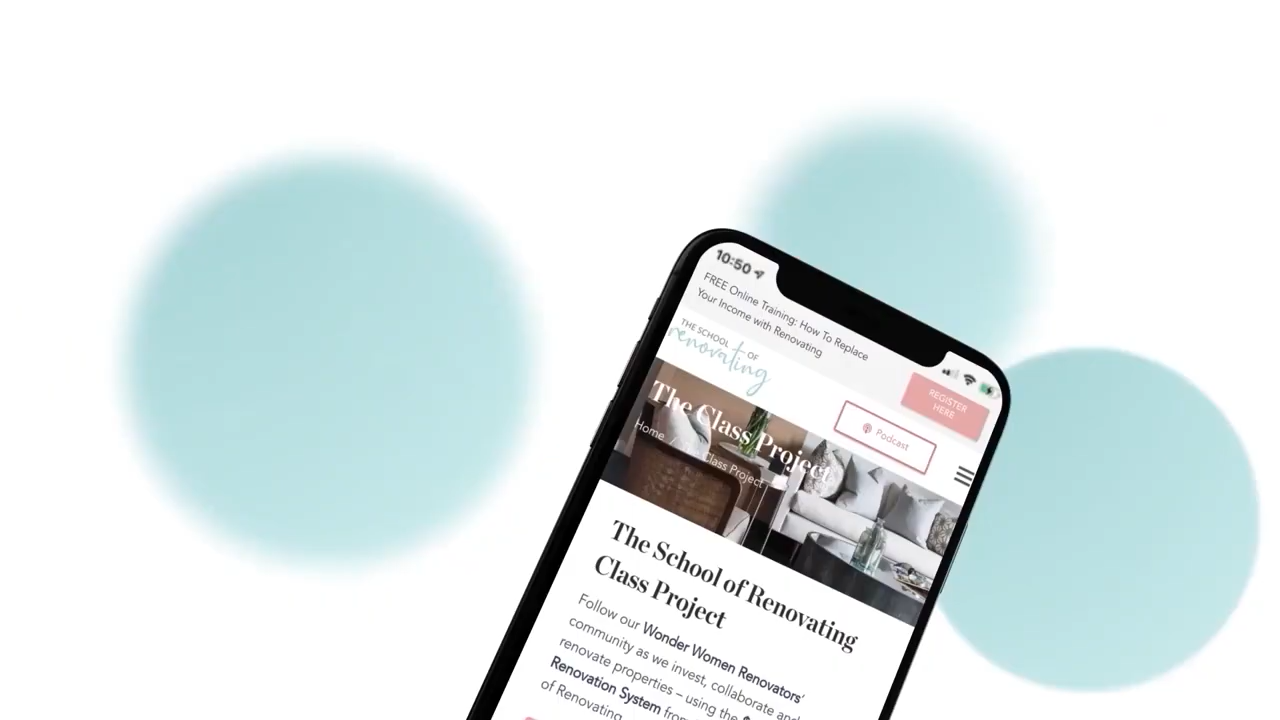 10:50
FREE Online Training: How To Replace
Your Income with Renovating
REGISTER
HERE
THE SCHOOL OF
renovating
Podcast
The Class Project
Home / Class Project
The School of Renovating
Class Project
Follow our Wonder Women Renovators'
community as we invest, collaborate and
renovate properties – using the
Renovation System from
of Renovating.